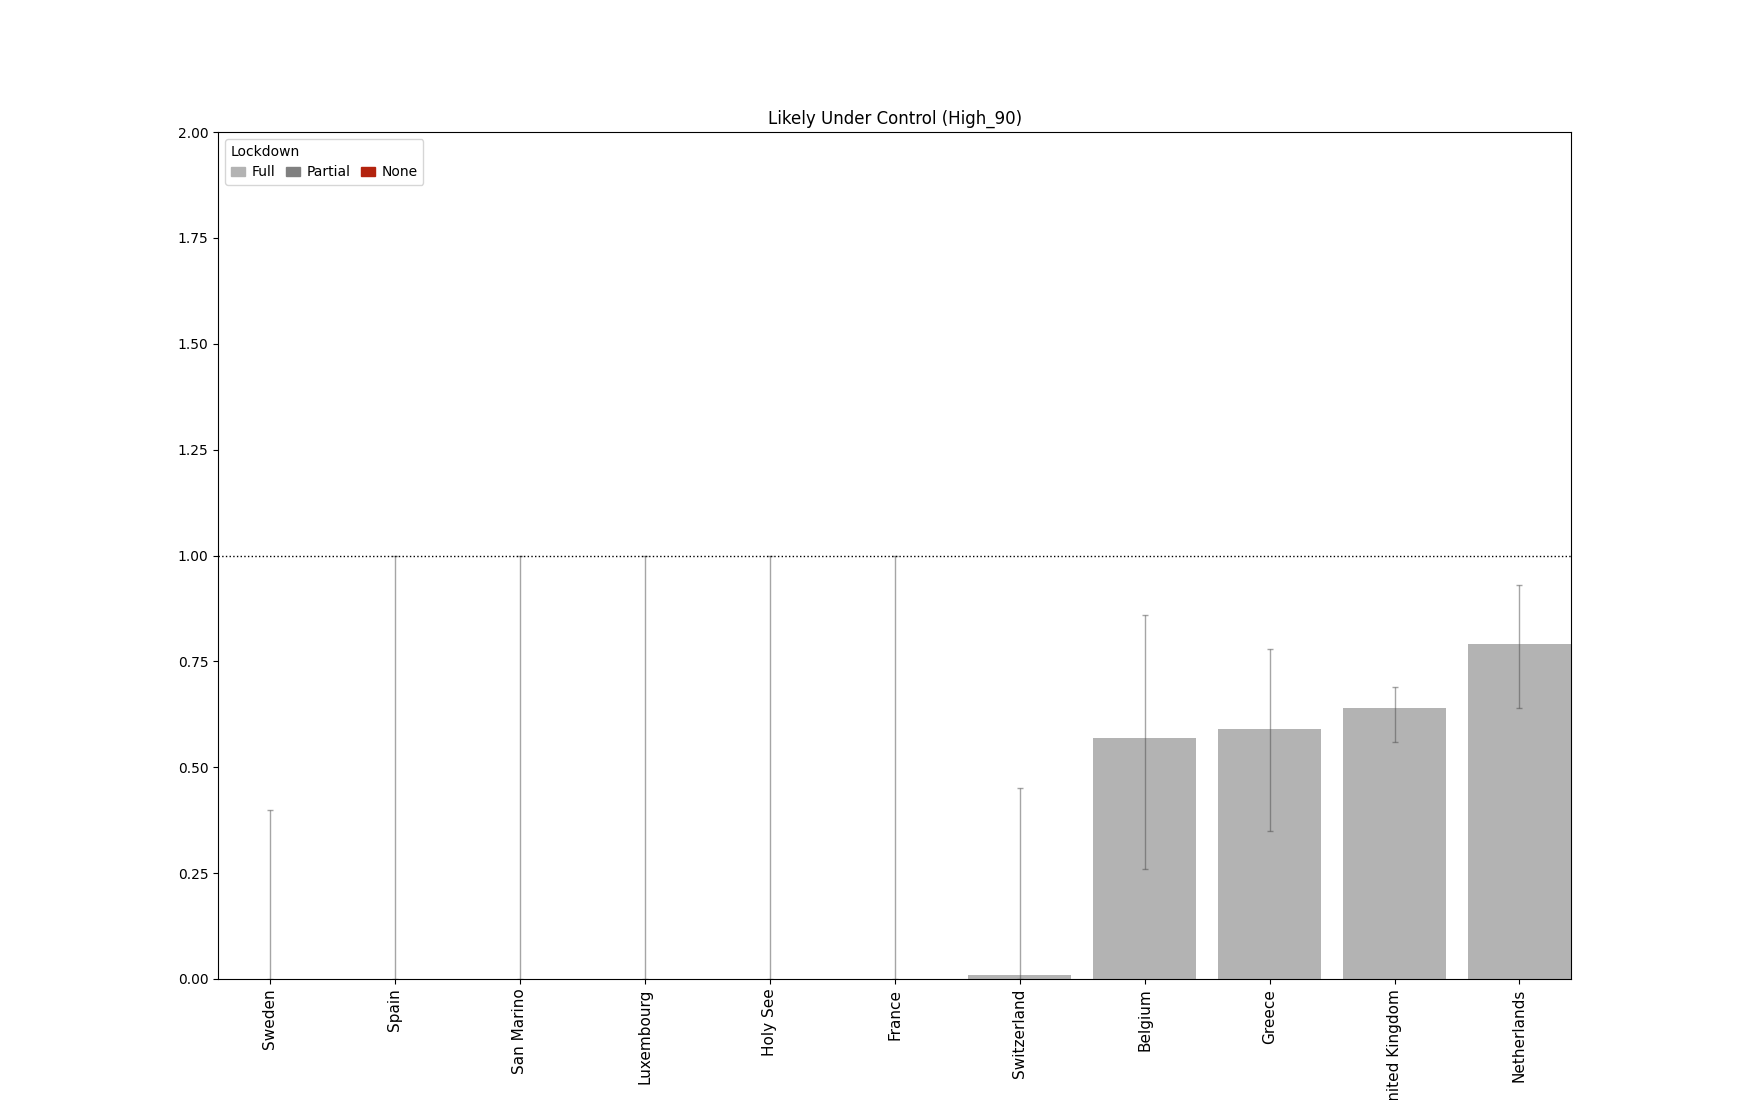 Likely Under Control (High_90)
2.00
Lockdown
Full Partial None
1.75
1.50
1.25
1.00
0.75
0.50
0.25
0.00
Sweden
Spain
San Marino
Luxembourg
Holy See
France
Switzerland
Belgium
Greece
nited Kingdom
Netherlands